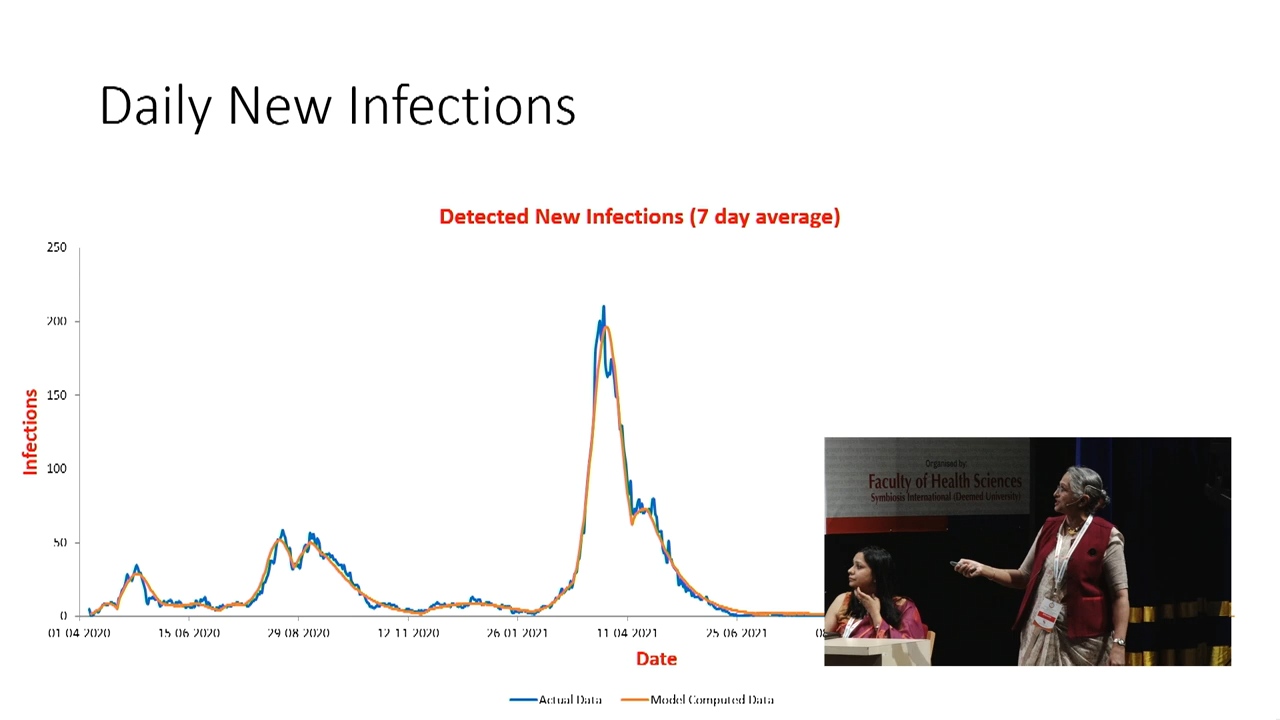 Daily New Infections
Detected New Infections (7 day average)
250
200
150
100
50
0
Infections
01 04 2020
15 06 2020
29 08 2020
12 11 2020
26 01 2021
11 04 2021
25 06 2021
08
Date
Actual Data
Model Computed Data
Organised by:
Faculty of Health Sciences
Symbiosis International (Deemed University)